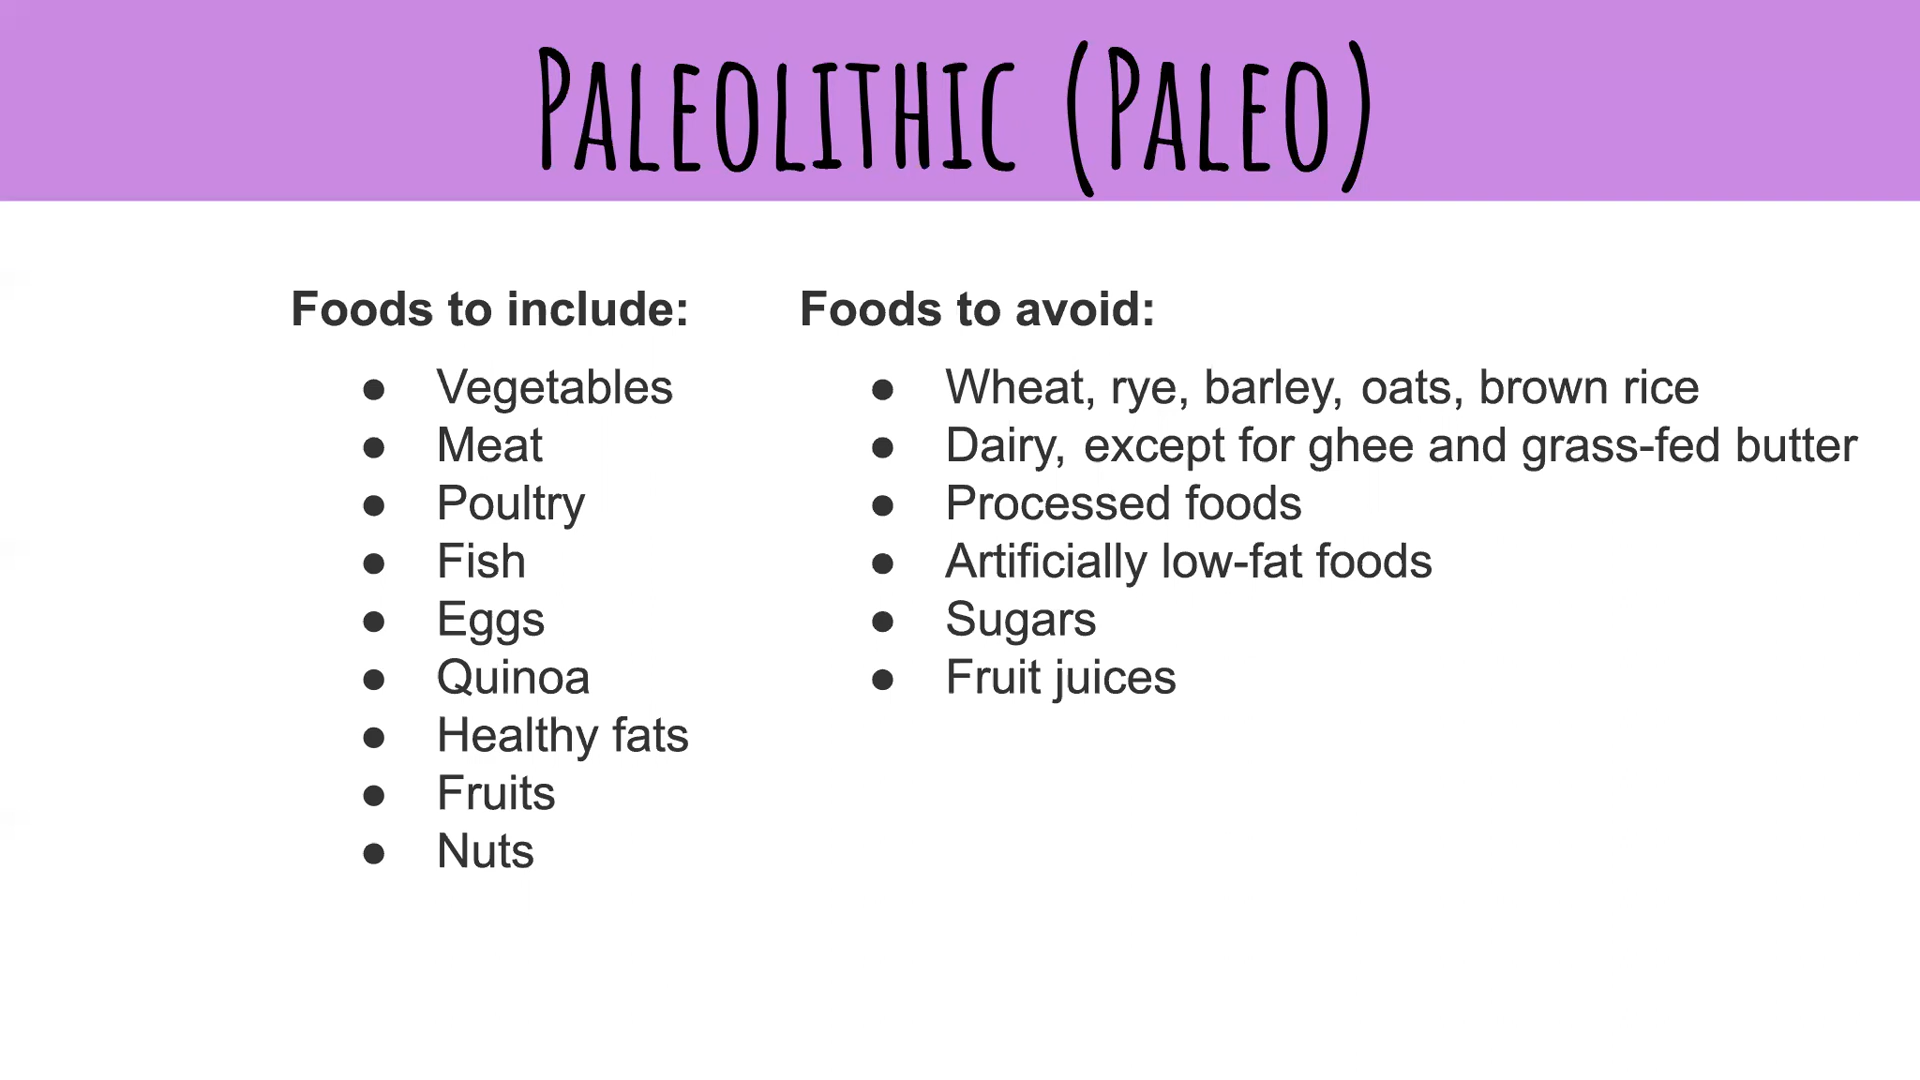 PALEOLITHIC (PALEO)
Foods to include:
● Vegetables
● Meat
● Poultry
● Fish
● Eggs
● Quinoa
● Healthy fats
● Fruits
● Nuts
Foods to avoid:
● Wheat, rye, barley, oats, brown rice
● Dairy, except for ghee and grass-fed butter
● Processed foods
● Artificially low-fat foods
● Sugars
● Fruit juices